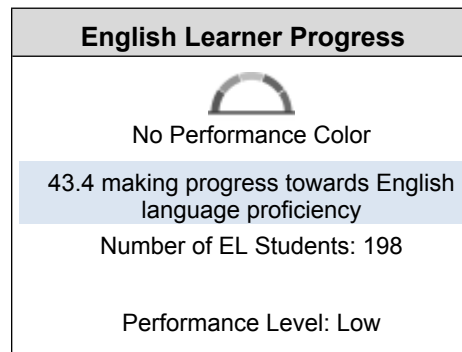 English Learner Progress
No Performance Color
43.4 making progress towards English
language proficiency
Number of EL Students: 198
Performance Level: Low